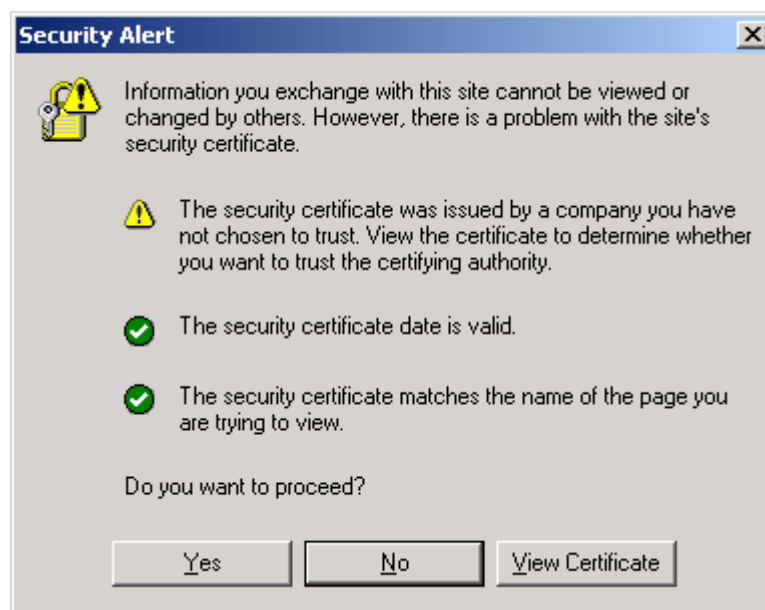 Security Alert
Information you exchange with this site cannot be viewed or
changed by others. However, there is a problem with the site's
security certificate.
The security certificate was issued by a company you have
not chosen to trust. View the certificate to determine whether
you want to trust the certifying authority.
The security certificate date is valid.
The security certificate matches the name of the page you
are trying to view.
Do you want to proceed?
Yes No View Certificate